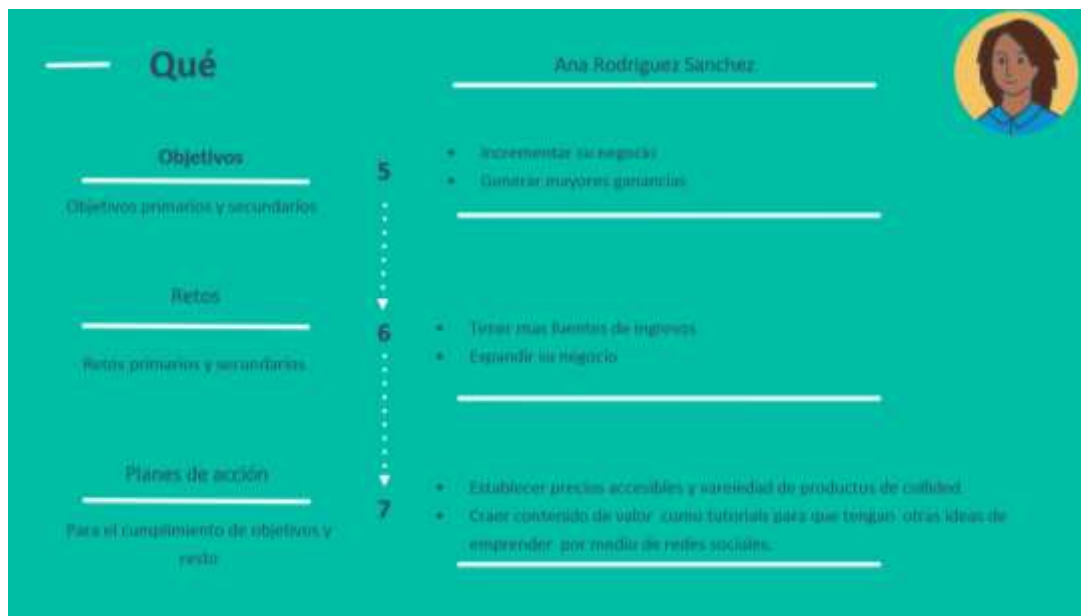 Qué
Ana Rodriguez Sanchez
Objetivos
Objetivos primarios y secundarios
5
• Incrementar su negocio
• Generar mayores ganancias
Retos
Retos primarios y secundarios
6
• Tener mas fuentes de ingresos
• Expandir su negocio
Planes de acción
Para el cumplimiento de objetivos y
resto
7
• Establecer precios accesibles y vareiedad de productos de
• Craer contenido de valor como tutorials para que tengan otras ideas de
emprender por medio de redes sociales.